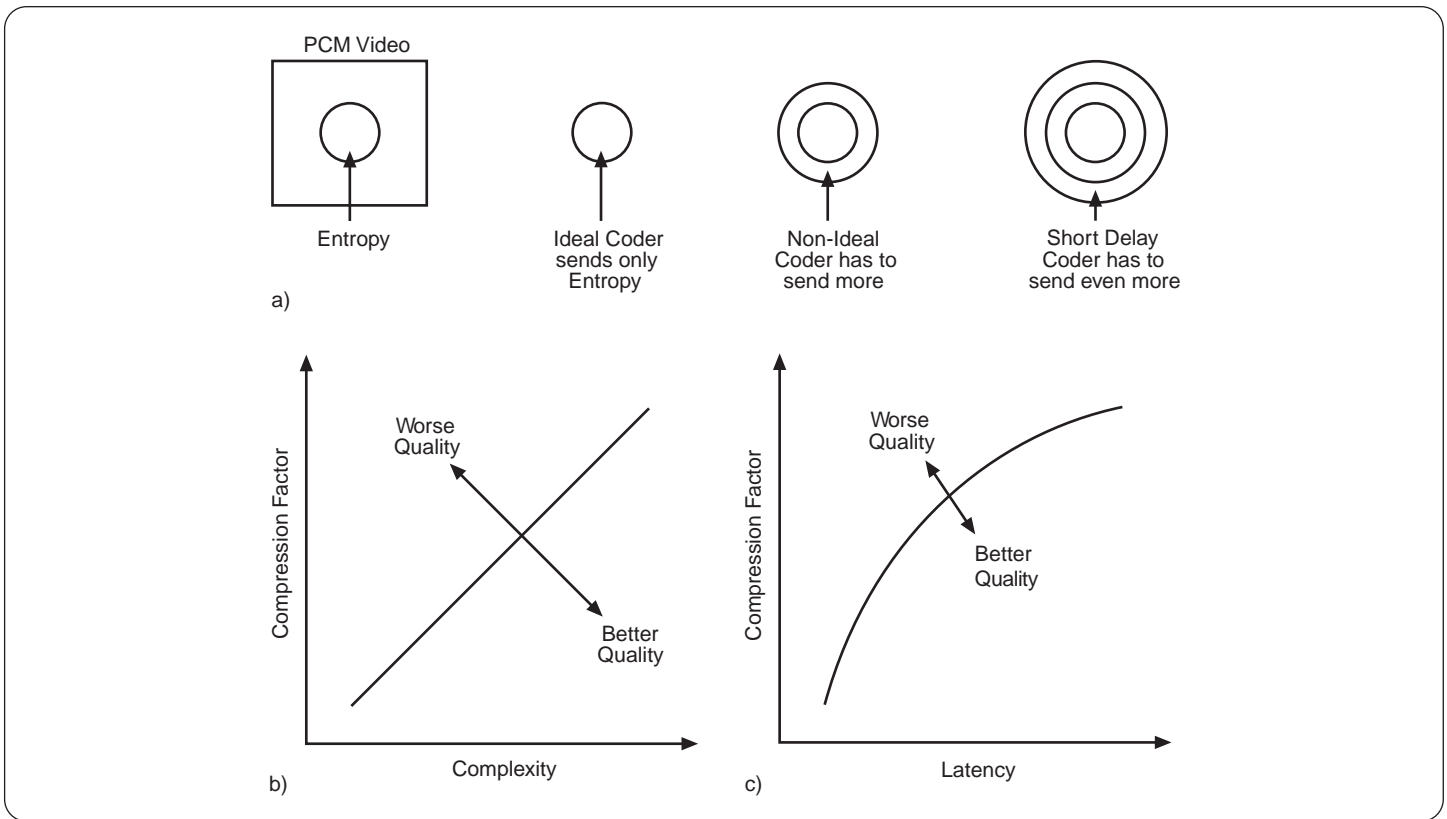 PCM Video
Entropy
Ideal Coder
sends only
Entropy
Non-Ideal
Coder has to
send more
Short Delay
Coder has to
send even more
a)
Compression Factor
Worse
Quality
Better
Quality
Complexity
b)
Compression Factor
Worse
Quality
Better
Quality
Latency
c)